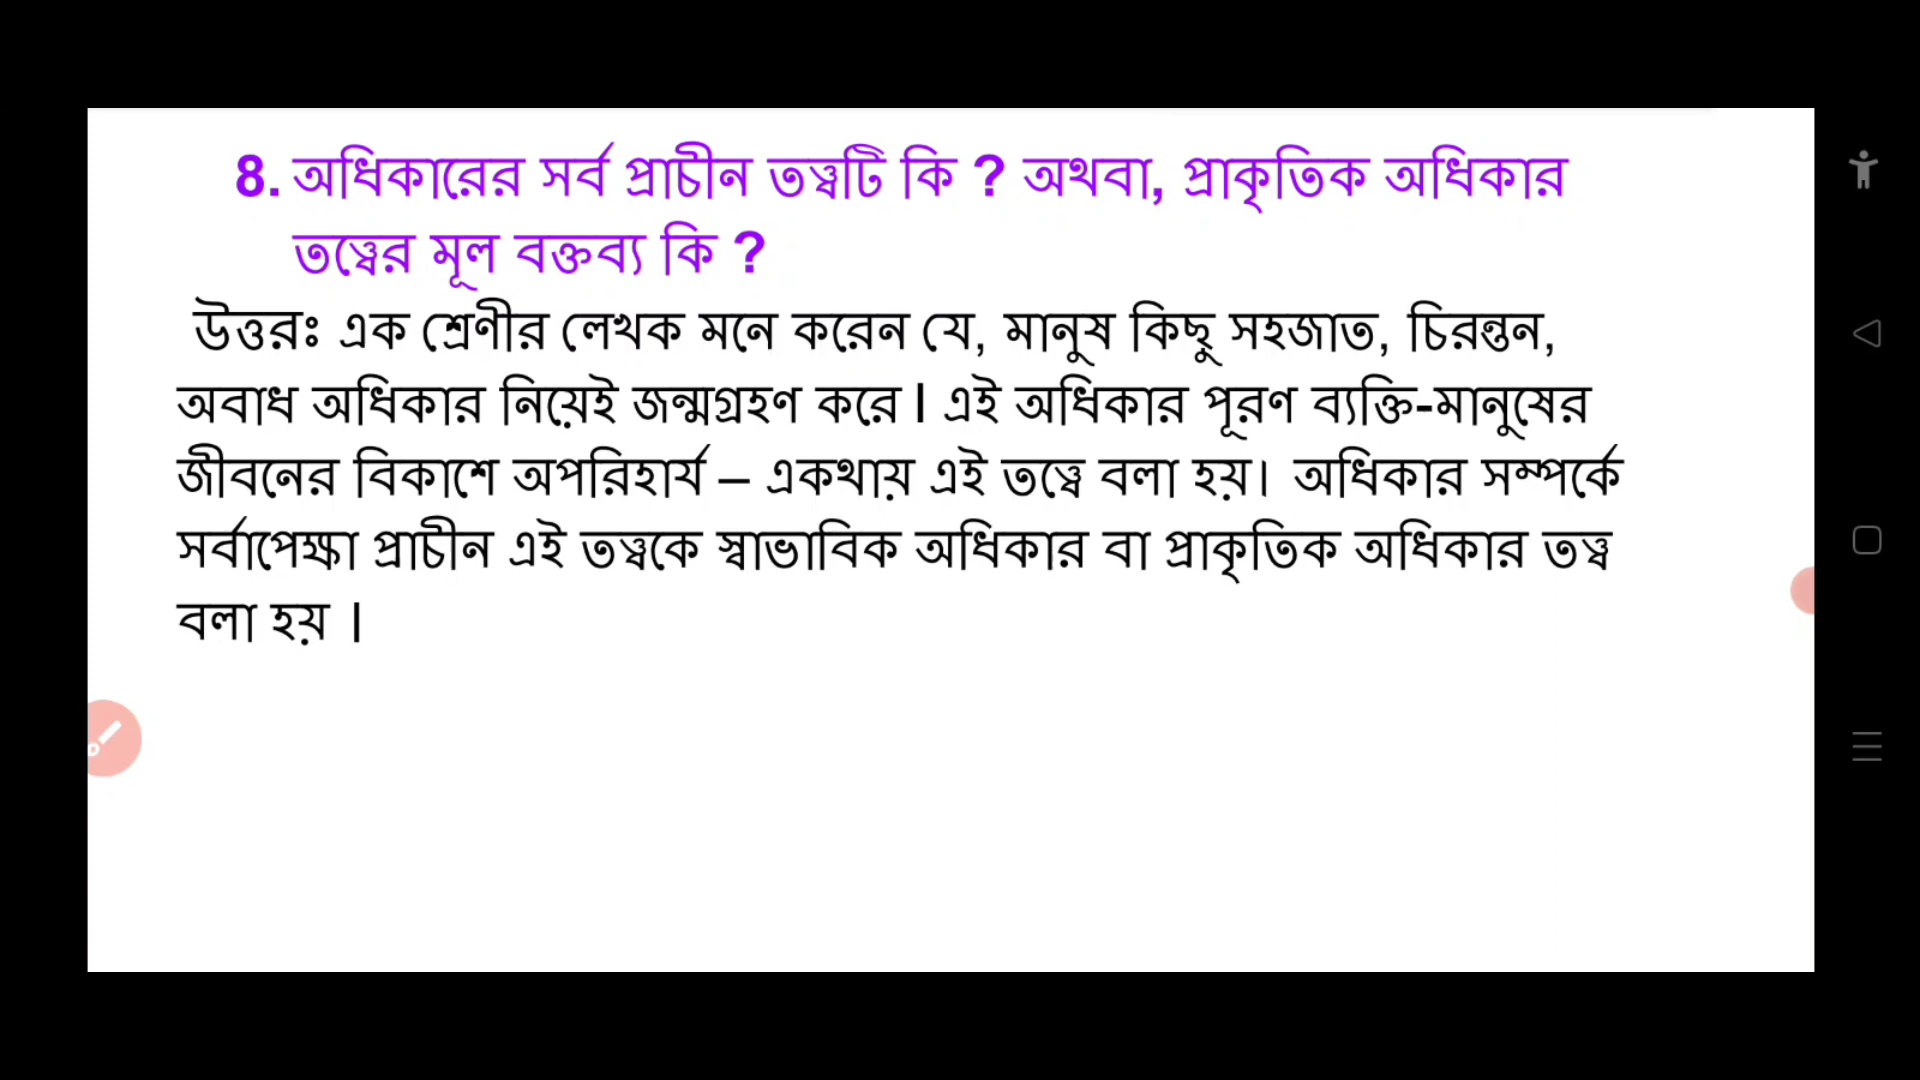 8. অধিকারের সর্ব প্রাচীন তত্ত্বটি কি ? অথবা, প্রাকৃতিক অধিকার
তত্ত্বের মূল বক্তব্য কি ?
উত্তরঃ এক শ্রেণীর লেখক মনে করেন যে, মানুষ কিছু সহজাত, চিরন্তন,
অবাধ অধিকার নিয়েই জন্মগ্রহণ করে। এই অধিকার পূরণ ব্যক্তি-মানুষের
জীবনের বিকাশে অপরিহার্য – একথায় এই তত্ত্বে বলা হয়। অধিকার সম্পর্কে
সর্বাপেক্ষা প্রাচীন এই তত্ত্বকে স্বাভাবিক অধিকার বা প্রাকৃতিক অধিকার তত্ত্ব
বলা হয় ।